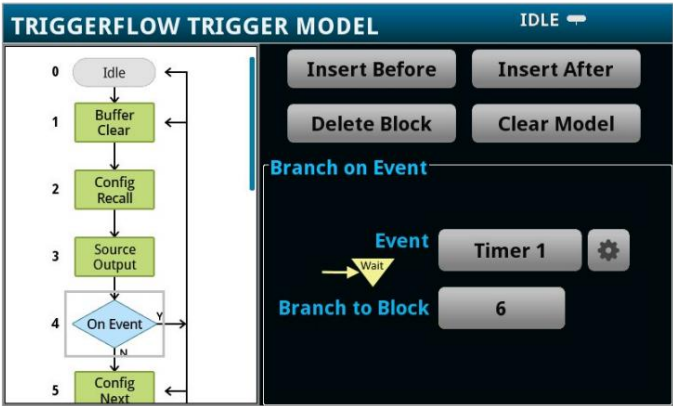 TRIGGERFLOW TRIGGER MODEL
IDLE
0
Idle
1
Buffer
Clear
2
Config
Recall
3
Source
Output
4
On Event
Y
N
5
Config
Next
Insert Before
Insert After
Delete Block
Clear Model
Branch on Event
Event
Timer 1
Wait
Branch to Block
6